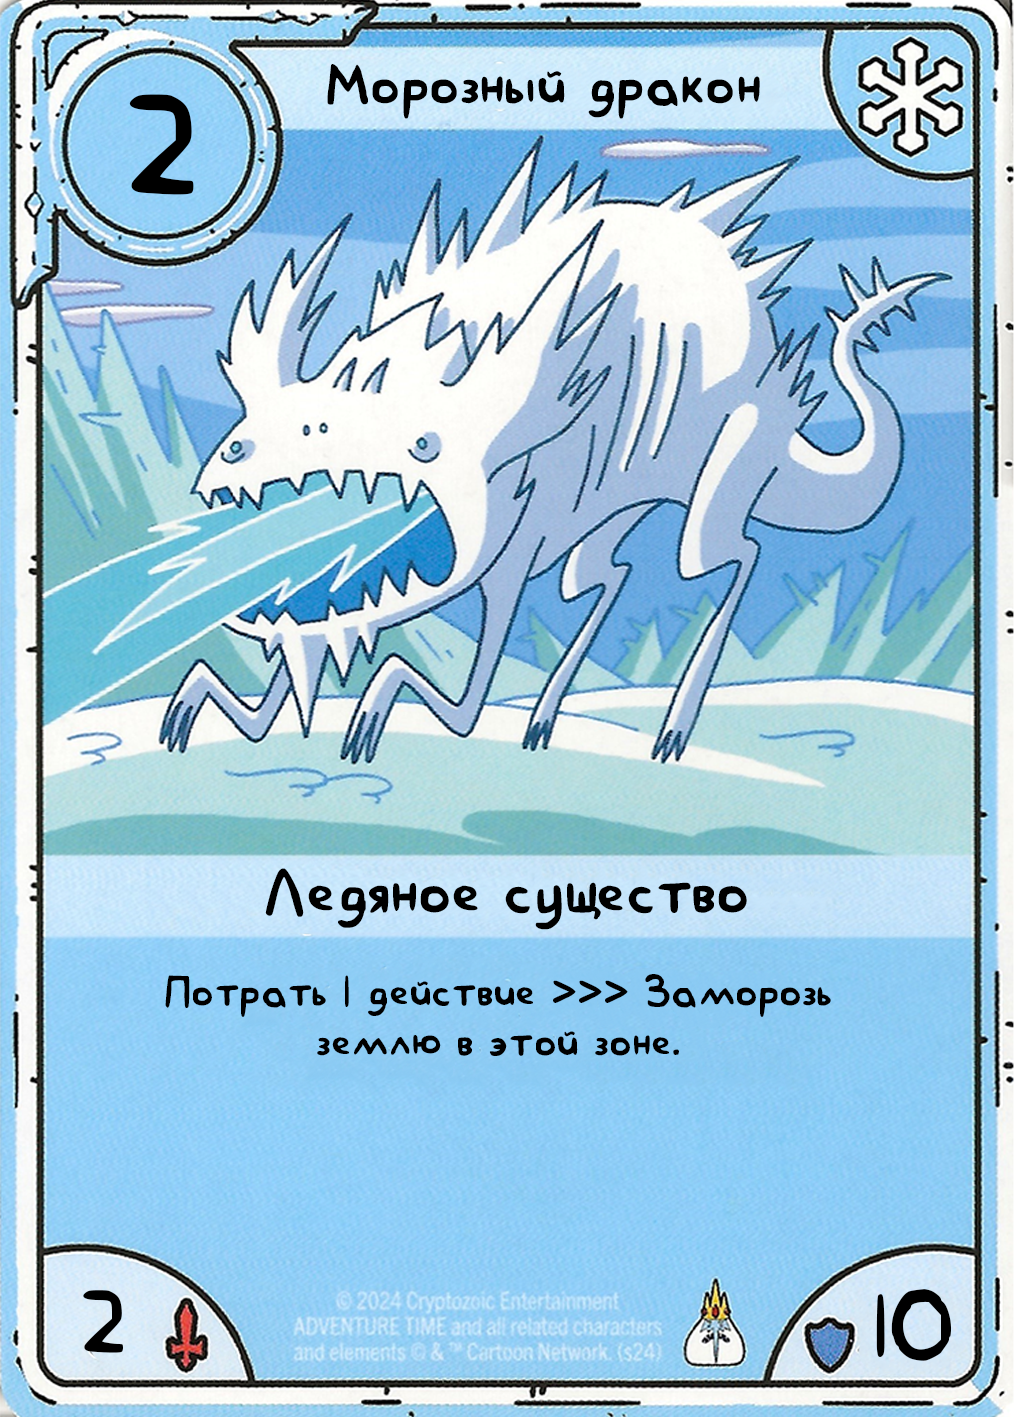 2
Морозный дракон
Ледяное существо
Потрать 1 действие >>> Заморозь
землю в этой зоне.
2
© 2024 Cryptozoic Entertainment
ADVENTURE TIME and all related characters
and elements © & ™ Cartoon Network. (s24)
10